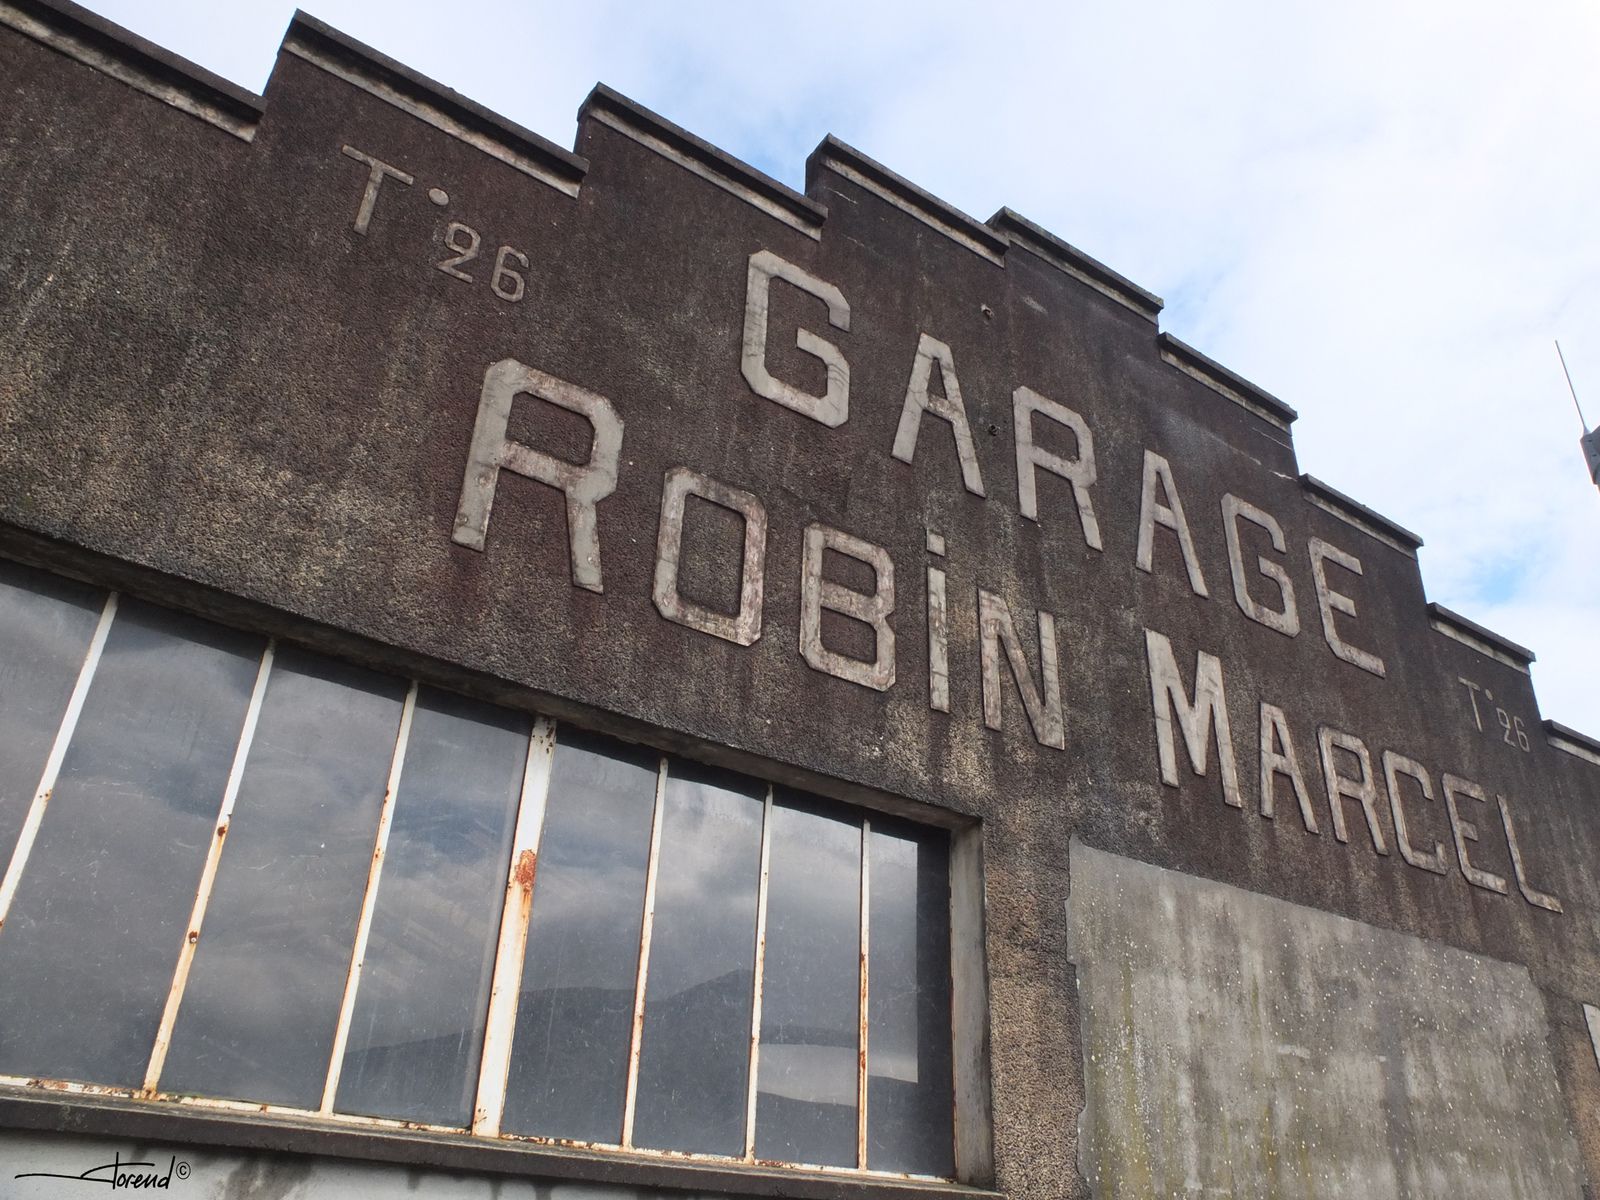 T° 26
GARAGE
T° 26
ROBiN MARCEL